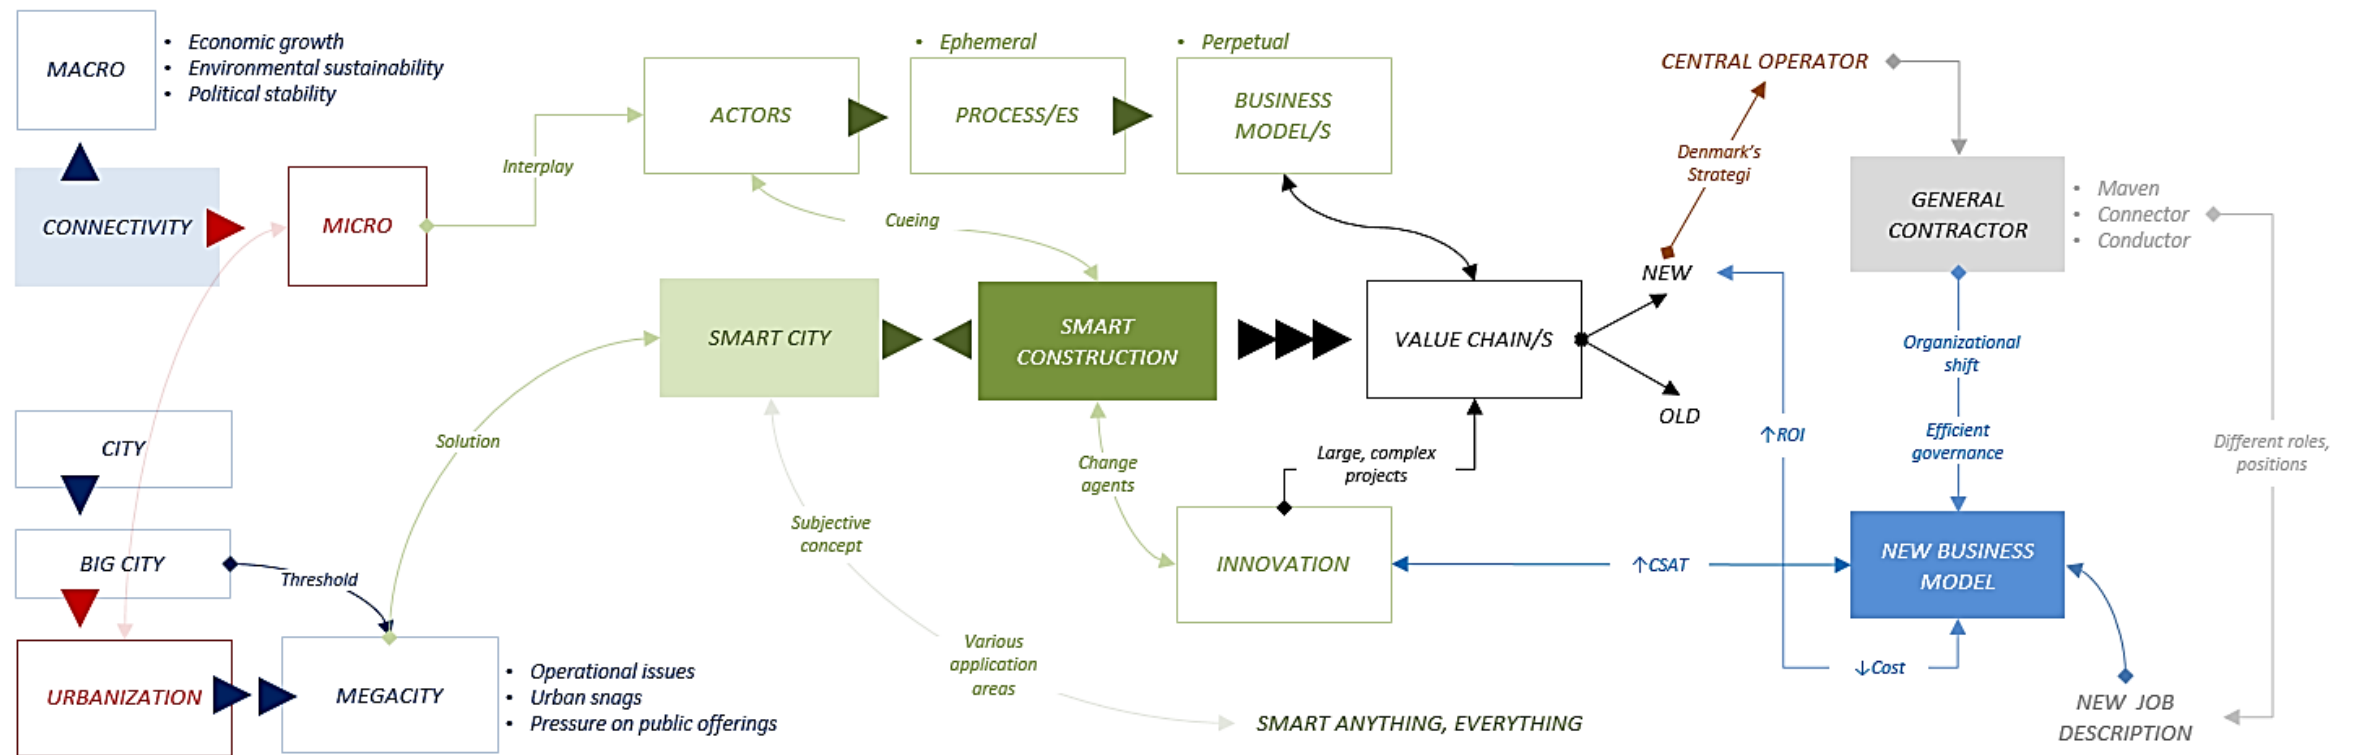 MACRO
• Economic growth
• Environmental sustainability
• Political stability
CONNECTIVITY
MICRO
Interplay
ACTORS
• Ephemeral
PROCESS/ES
• Perpetual
BUSINESS
MODEL/S
Cueing
CENTRAL OPERATOR
Denmark's
Strategi
NEW
OLD
GENERAL
CONTRACTOR
• Maven
• Connector
• Conductor
SMART CITY
SMART
CONSTRUCTION
VALUE CHAIN/S
Organizational
shift
Efficient
governance
Different roles,
positions
CITY
BIG CITY
Threshold
Solution
URBANIZATION
MEGACITY
• Operational issues
• Urban snags
• Pressure on public offerings
Subjective
concept
Various
application
areas
SMART ANYTHING, EVERYTHING
Change
agents
Large, complex
projects
INNOVATION
↑CSAT
↑ROI
↓Cost
NEW BUSINESS
MODEL
NEW JOB
DESCRIPTION